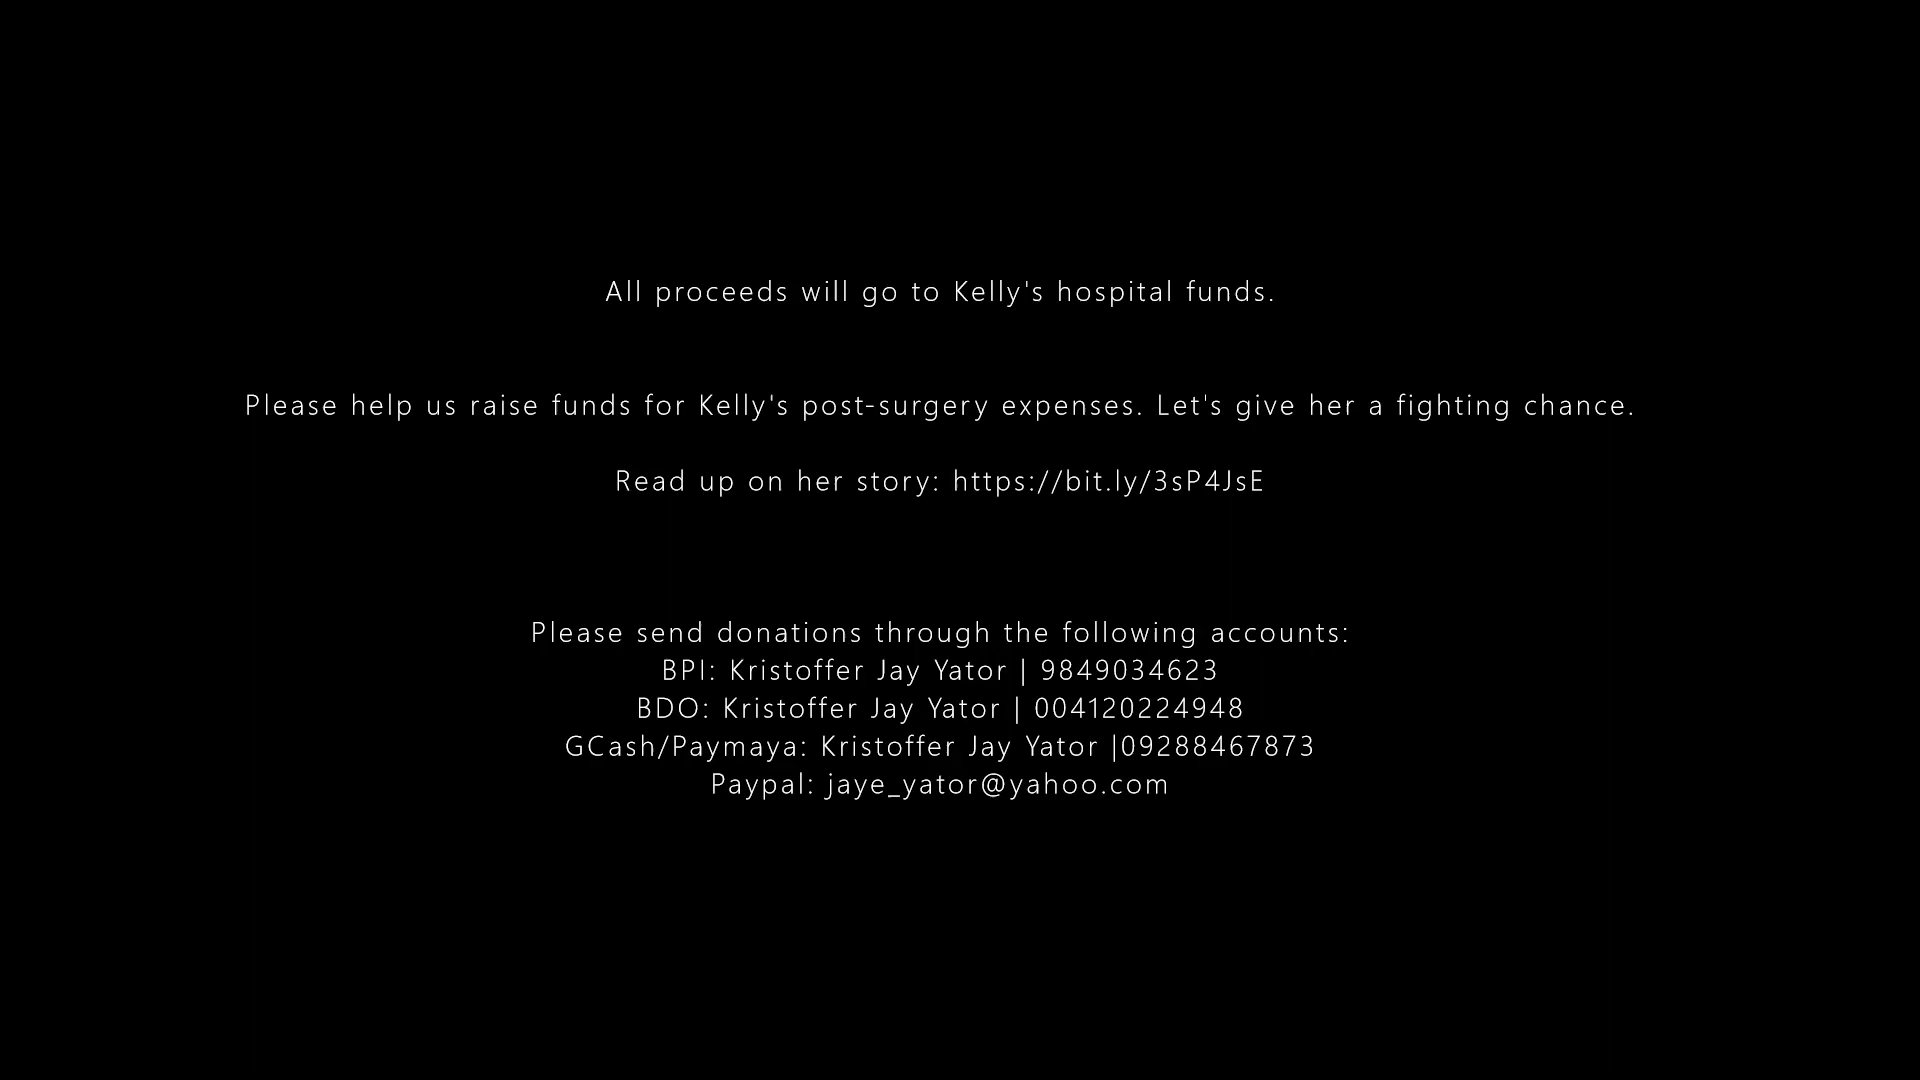 All proceeds will go to Kelly's hospital funds.
Please help us raise funds for Kelly's post-surgery expenses. Let's give her a fighting chance.
Read up on her story: https://bit.ly/3sP4JsE
Please send donations through the following accounts:
BPI: Kristoffer Jay Yator | 9849034623
BDO: Kristoffer Jay Yator | 004120224948
GCash/Paymaya: Kristoffer Jay Yator |09288467873
Paypal: jaye_yator@yahoo.com